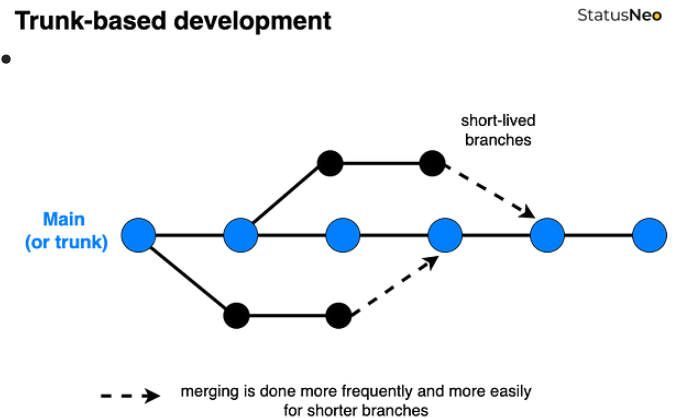 Trunk-based development
StatusNeo
short-lived
branches
Main
(or trunk)
merging is done more frequently and more easily
for shorter branches